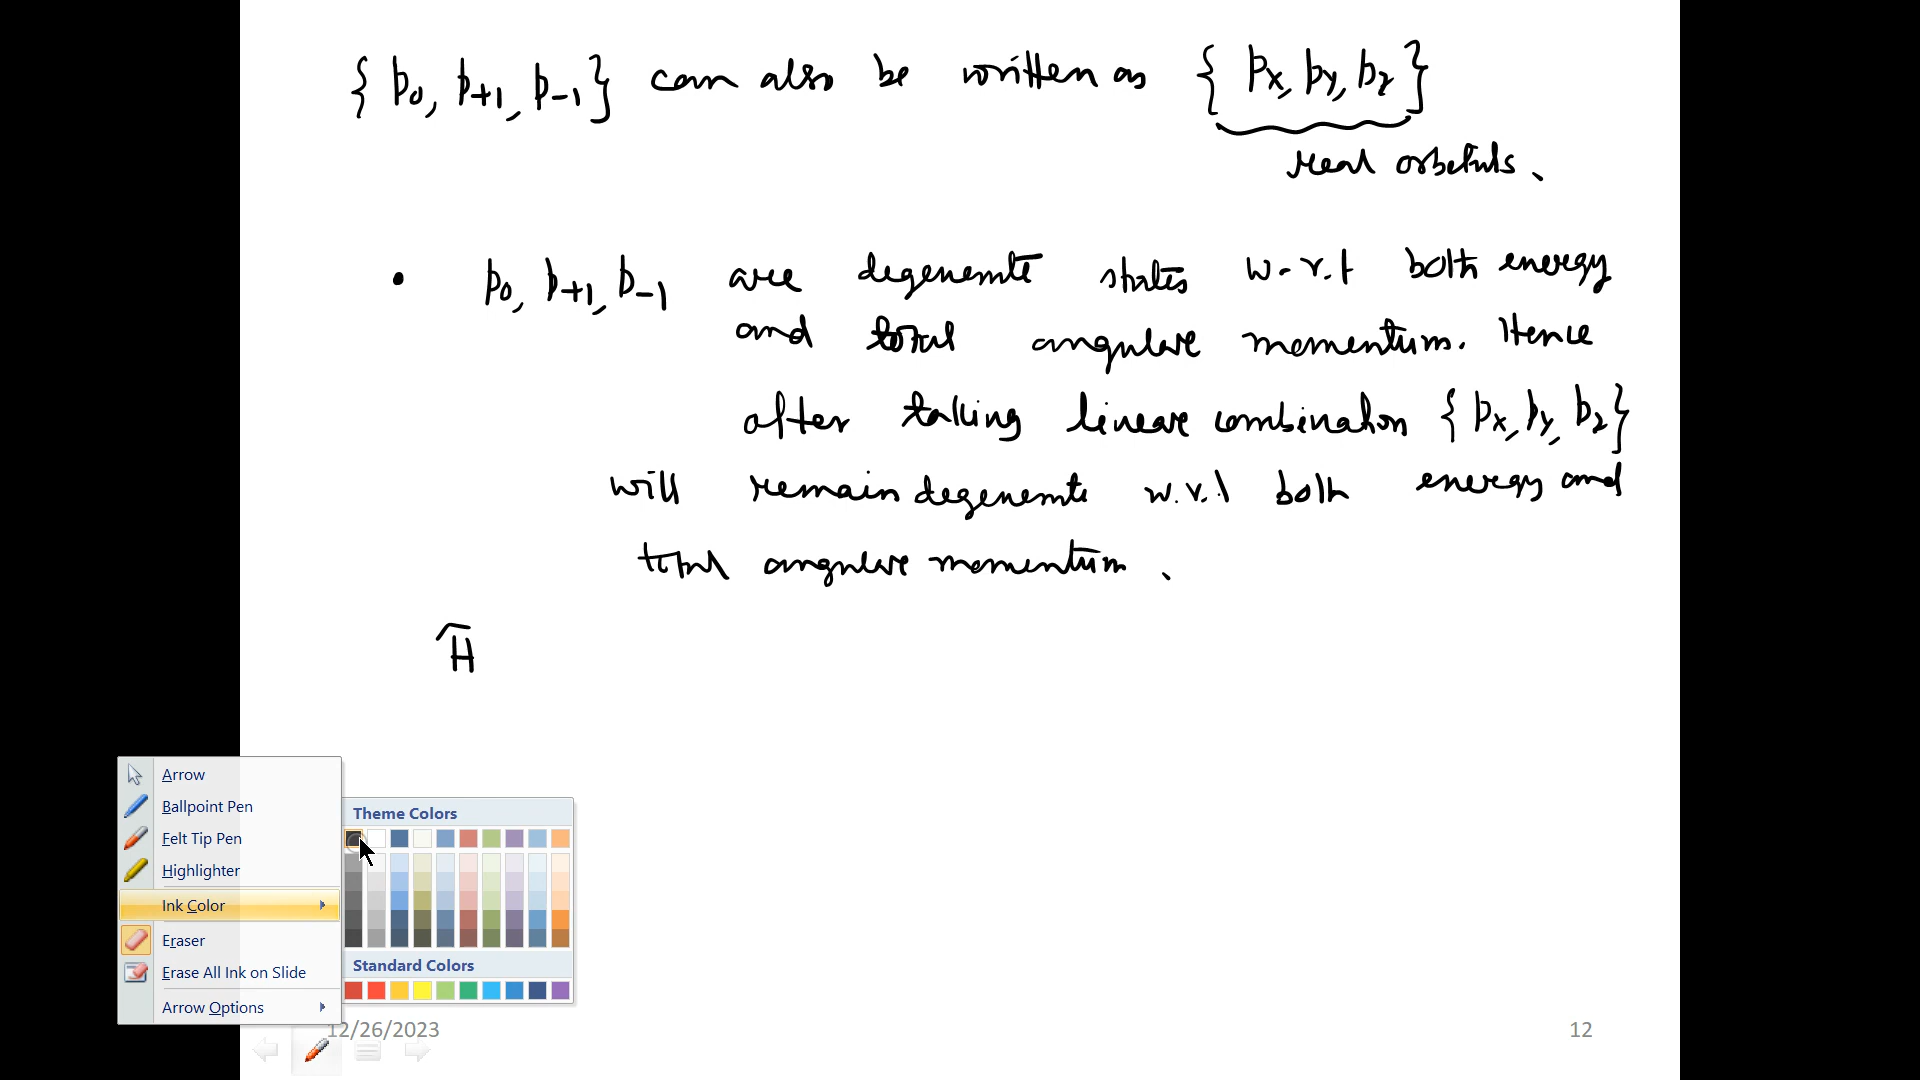 { p0, p+1, p-1} can also be written as { px, py, pz}
real orbitals.
• p0, p+1, p-1 are degenerate states w.r.t both energy
and total angular momentum. Hence
after taking linear combination { px, py, pz}
will remain degenerate w.r.t both energy and
total angular momentum.
Ĥ
Arrow
Ballpoint Pen
Felt Tip Pen
Highlighter
Ink Color
Eraser
Erase All Ink on Slide
Arrow Options
Theme Colors
Standard Colors
12/26/2023
12